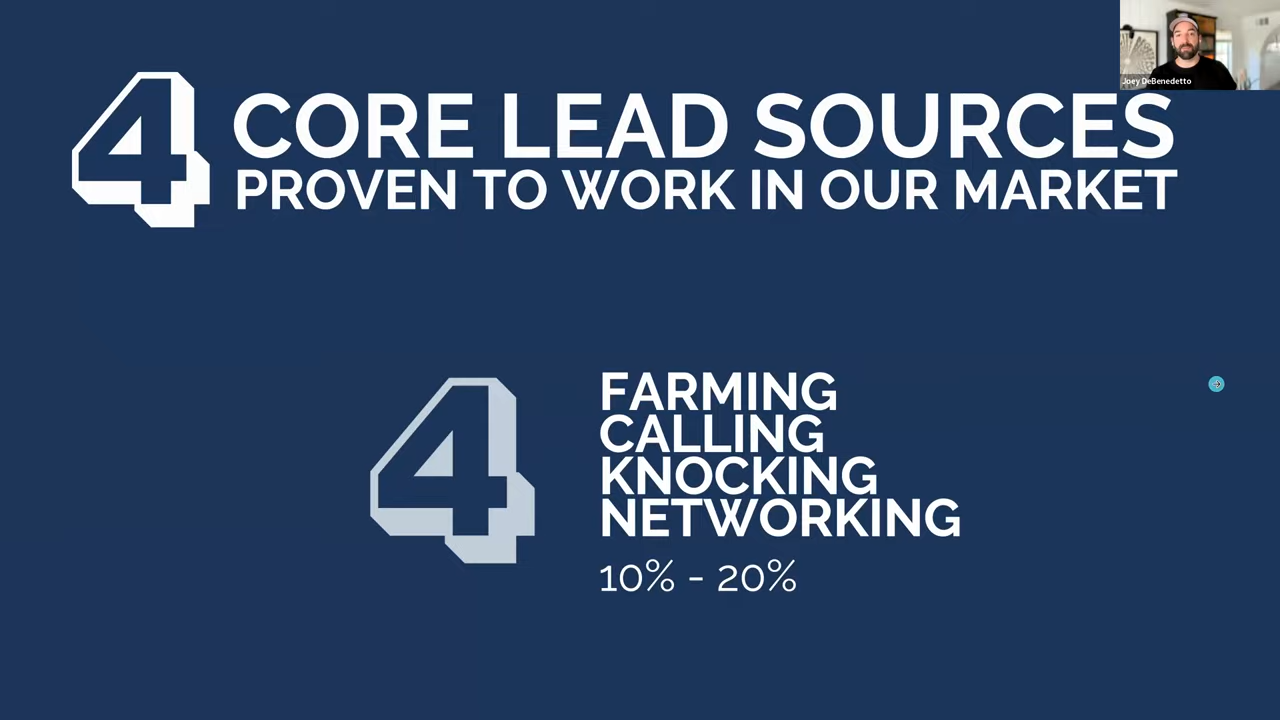 4 CORE LEAD SOURCES
PROVEN TO WORK IN OUR MARKET
Joey DeBenedetto
4
FARMING
CALLING
KNOCKING
NETWORKING
10% - 20%